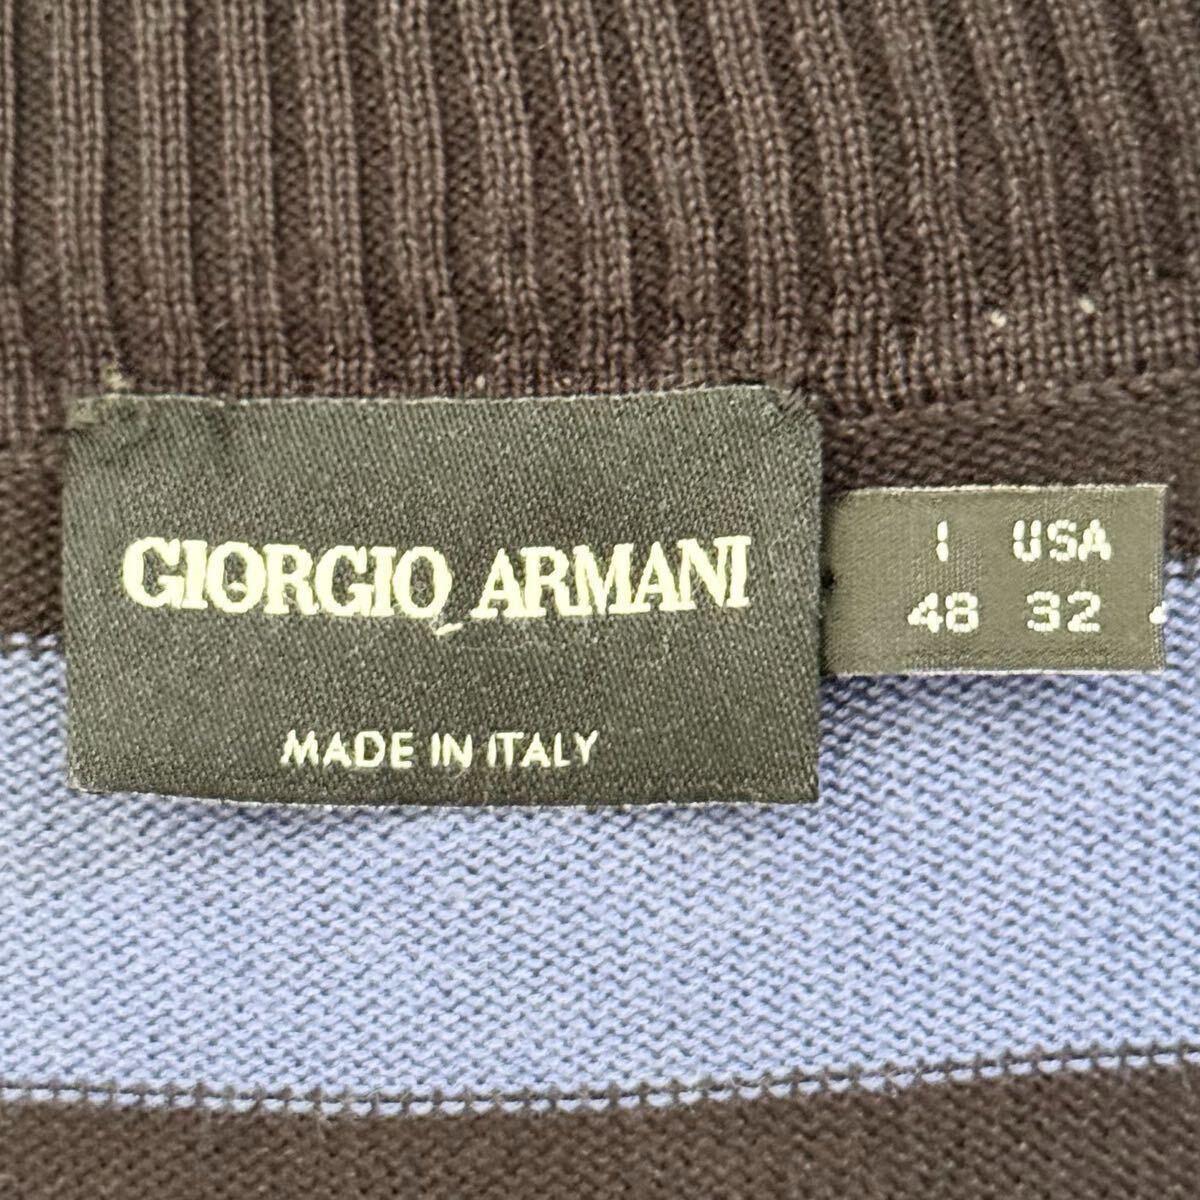 GIORGIO ARMANI
MADE IN ITALY
I USA
48 32